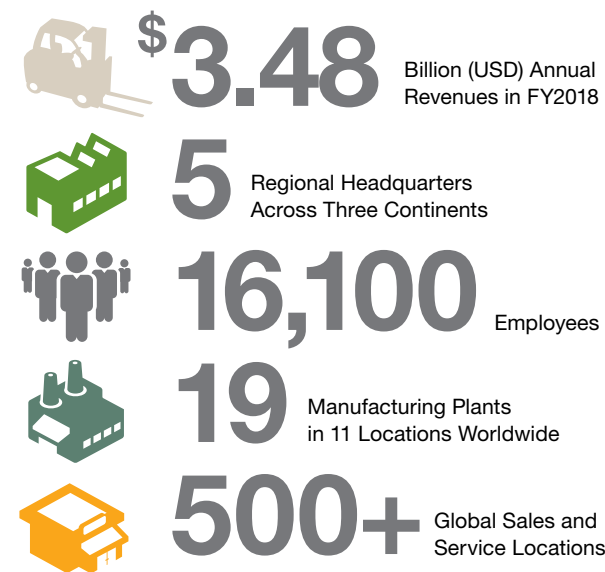 $3.48
Billion (USD) Annual
Revenues in FY2018
5
Regional Headquarters
Across Three Continents
16,100
Employees
19
Manufacturing Plants
in 11 Locations Worldwide
500+
Global Sales and
Service Locations